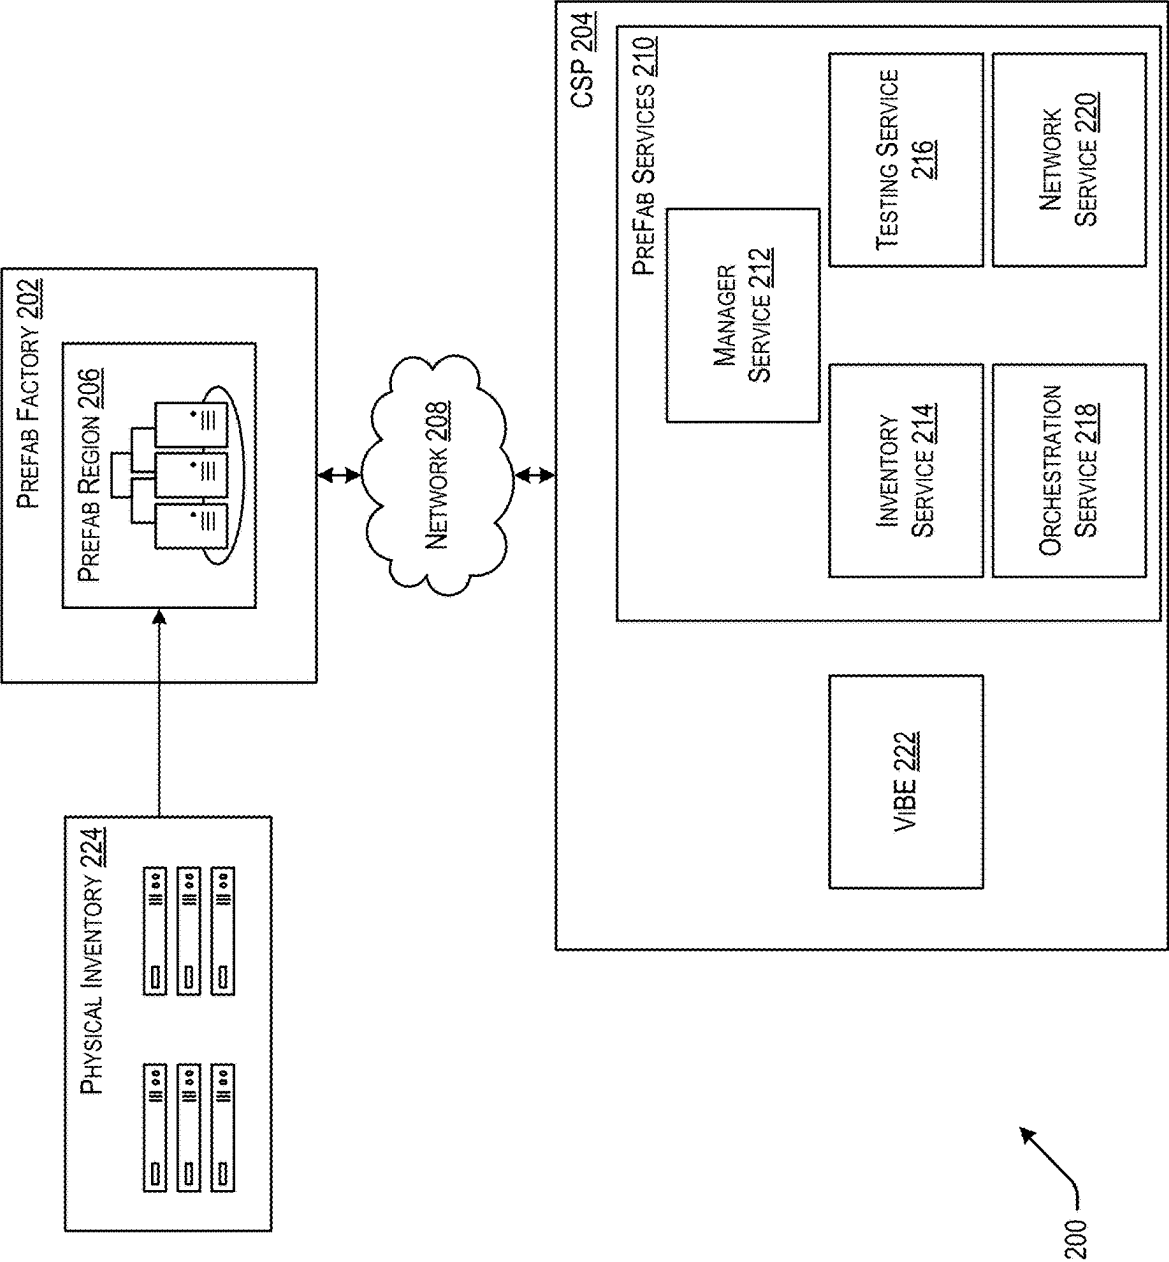 PREFAB FACTORY 202
PREFAB REGION 206
PHYSICAL INVENTORY 224
NETWORK 208
CSP 204
PREFAB SERVICES 210
MANAGER
SERVICE 212
INVENTORY
SERVICE 214
TESTING SERVICE
216
VIBE 222
ORCHESTRATION
SERVICE 218
NETWORK
SERVICE 220
200